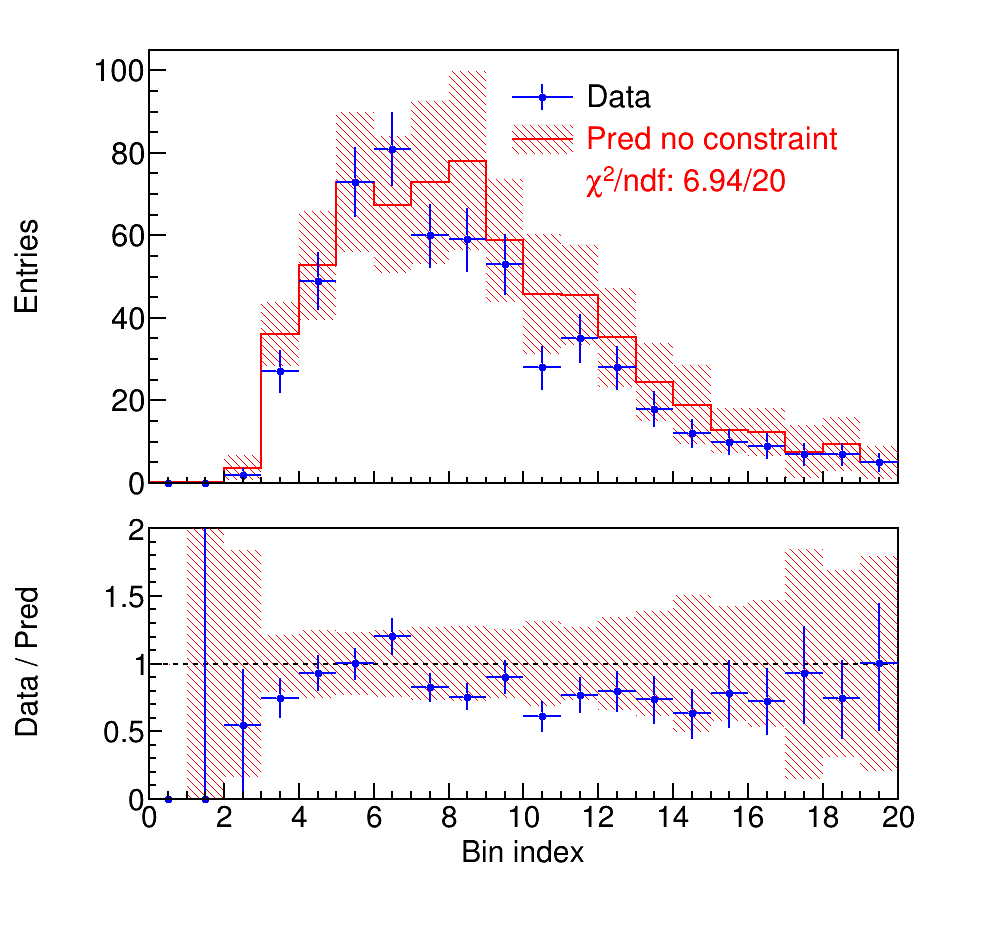 100
80
60
40
20
0
Entries
Data
Pred no constraint
χ²/ndf: 6.94/20
2
1.5
1
0.5
0
Data / Pred
0 2 4 6 8 10 12 14 16 18 20
Bin index